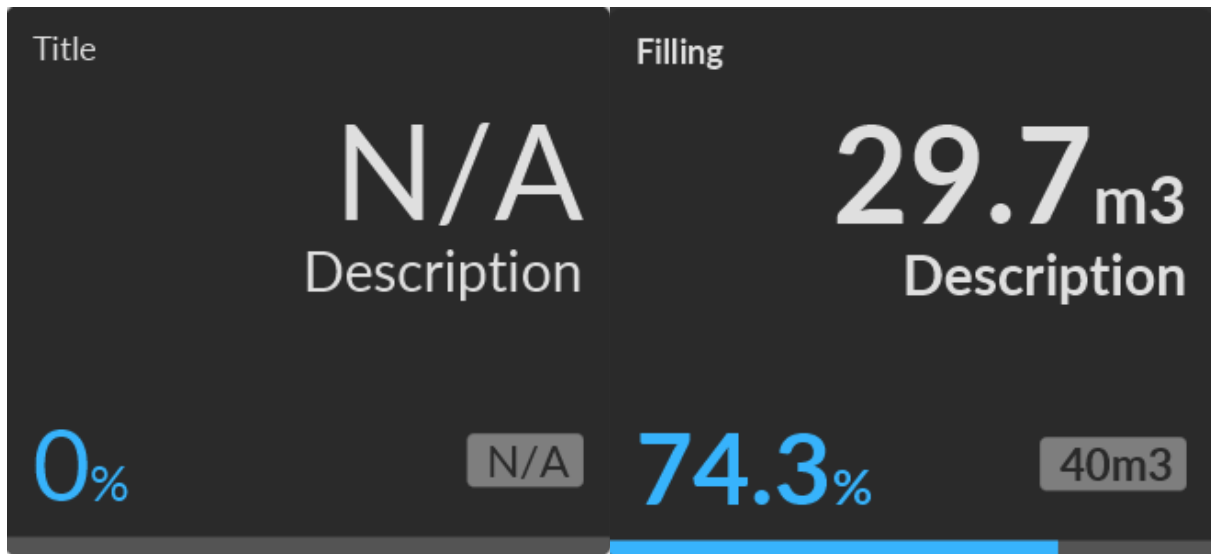 Title
N/A
Description
0%
N/A
Filling
29.7m3
Description
74.3%
40m3